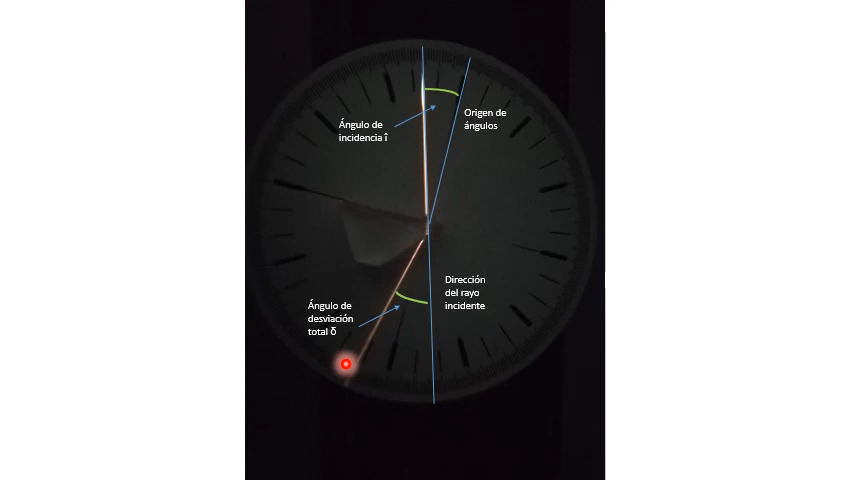 Ángulo de
incidencia î
Origen de
ángulos
Dirección
del rayo
incidente
Ángulo de
desviación
total δ